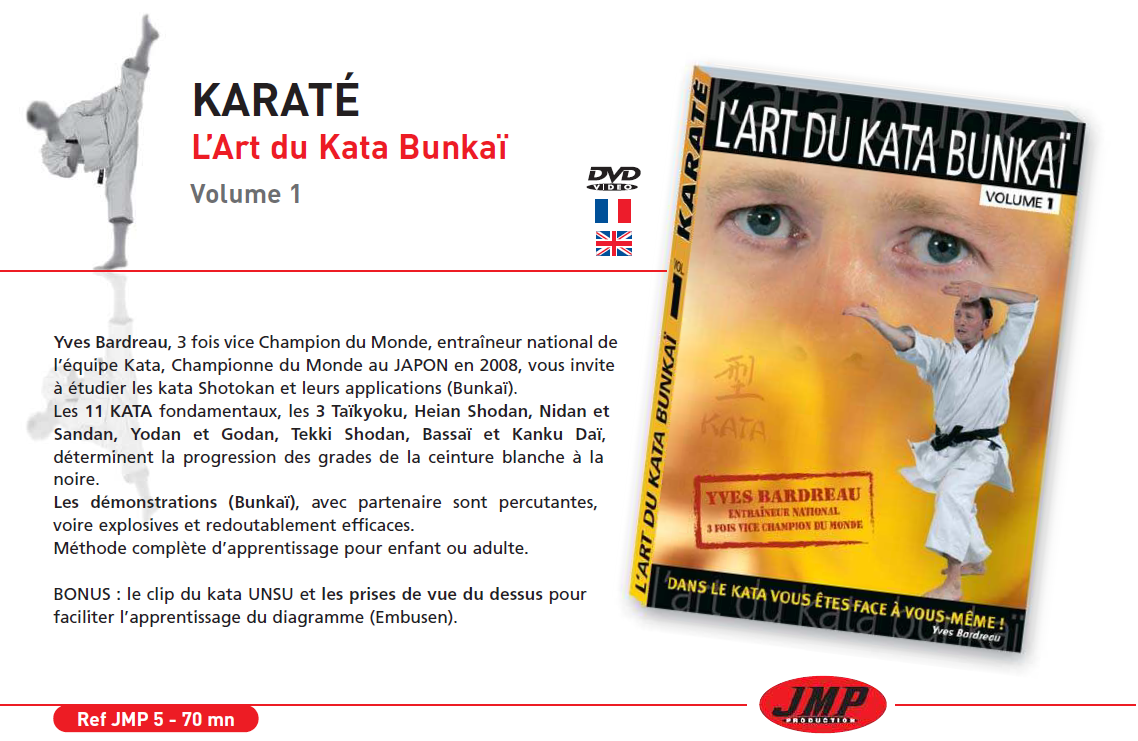 KARATÉ
L'Art du Kata Bunkaï
Volume 1
DVD
VIDEO
Yves Bardreau, 3 fois vice Champion du Monde, entraîneur national de
l'équipe Kata, Championne du Monde au JAPON en 2008, vous invite
à étudier les kata Shotokan et leurs applications (Bunkaï).
Les 11 KATA fondamentaux, les 3 Taïkyoku, Heian Shodan, Nidan et
Sandan, Yodan et Godan, Tekki Shodan, Bassaï et Kanku Daï,
déterminent la progression des grades de la ceinture blanche à la
noire.
Les démonstrations (Bunkaï), avec partenaire sont percutantes,
voire explosives et redoutablement efficaces.
Méthode complète d'apprentissage pour enfant ou adulte.
BONUS : le clip du kata UNSU et les prises de vue du dessus pour
faciliter l'apprentissage du diagramme (Embusen).
Ref JMP 5 - 70 mn
KARATÉ
VOL.
1
L'ART DU KATA BUNKAÏ
kata bunkaï
L'ART DU KATA BUNKAÏ
VOLUME 1
型
KATA
YVES BARDREAU
ENTRAÎNEUR NATIONAL
3 FOIS VICE CHAMPION DU MONDE
DANS LE KATA VOUS ÊTES FACE À VOUS-MÊME !
Yves Bardreau
l'art du kata bunkaï
JMP
PRODUCTION